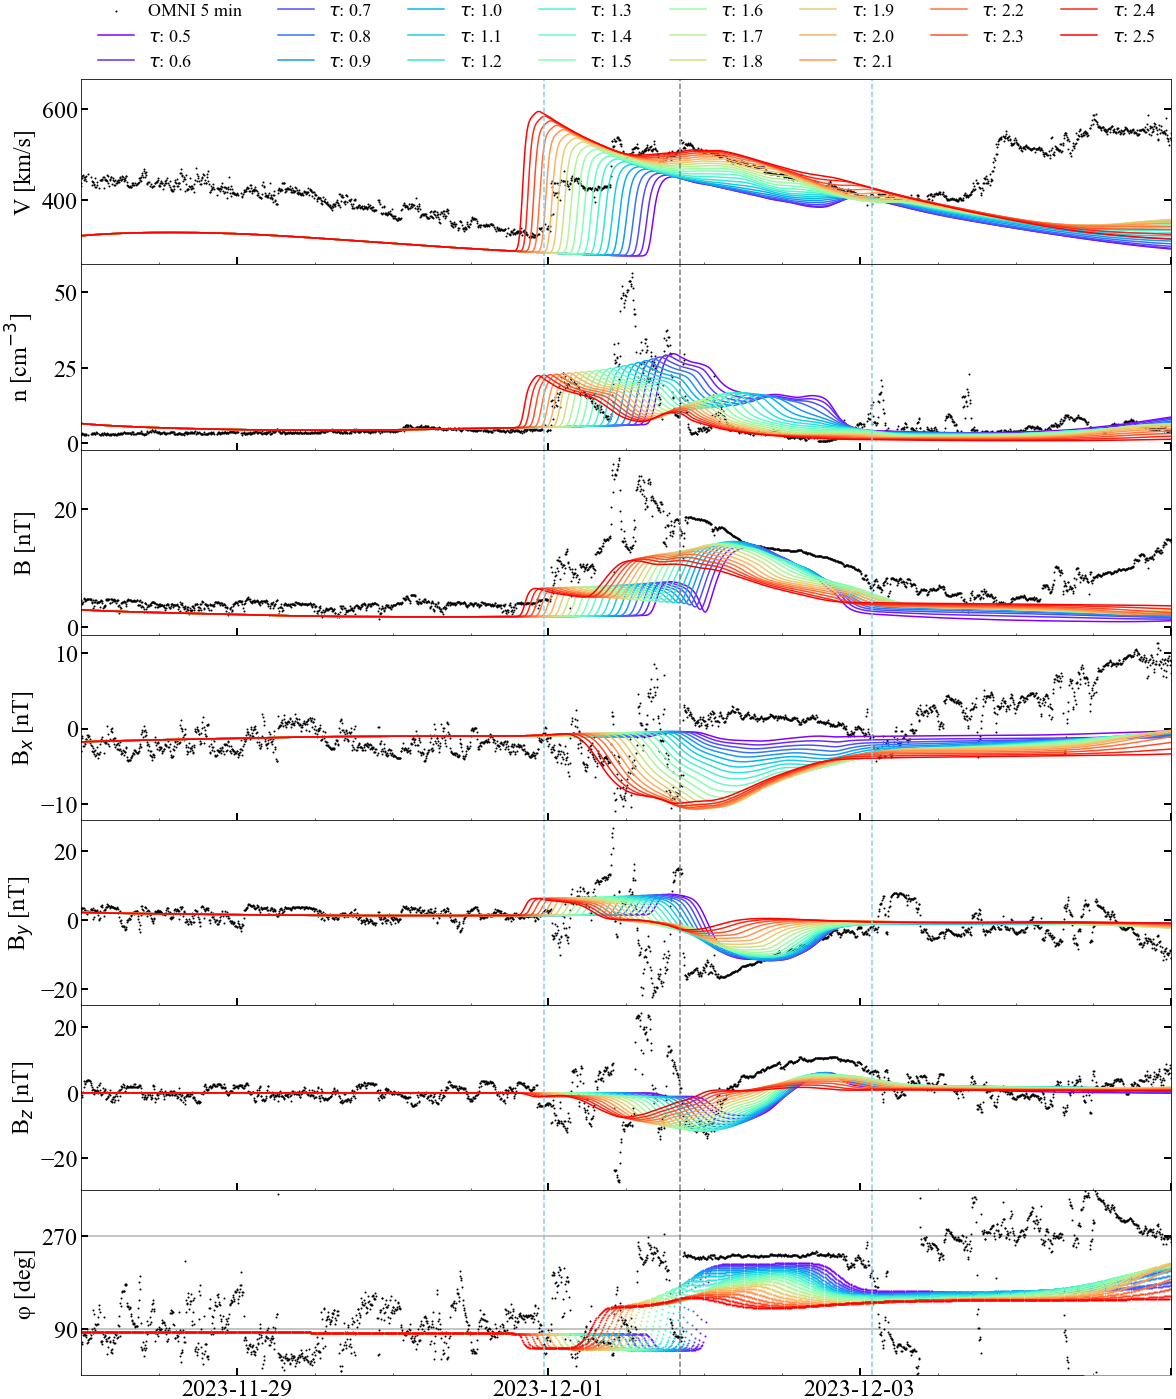 OMNI 5 min τ: 0.7 τ: 1.0 τ: 1.3 τ: 1.6 τ: 1.9 τ: 2.2 τ: 2.4
τ: 0.5 τ: 0.8 τ: 1.1 τ: 1.4 τ: 1.7 τ: 2.0 τ: 2.3 τ: 2.5
τ: 0.6 τ: 0.9 τ: 1.2 τ: 1.5 τ: 1.8 τ: 2.1
V [km/s]
600
400
n [cm⁻³]
50
25
0
B [nT]
20
0
Bₓ [nT]
10
0
−10
B_y [nT]
20
0
−20
B_z [nT]
20
0
−20
φ [deg]
270
90
2023-11-29 2023-12-01 2023-12-03